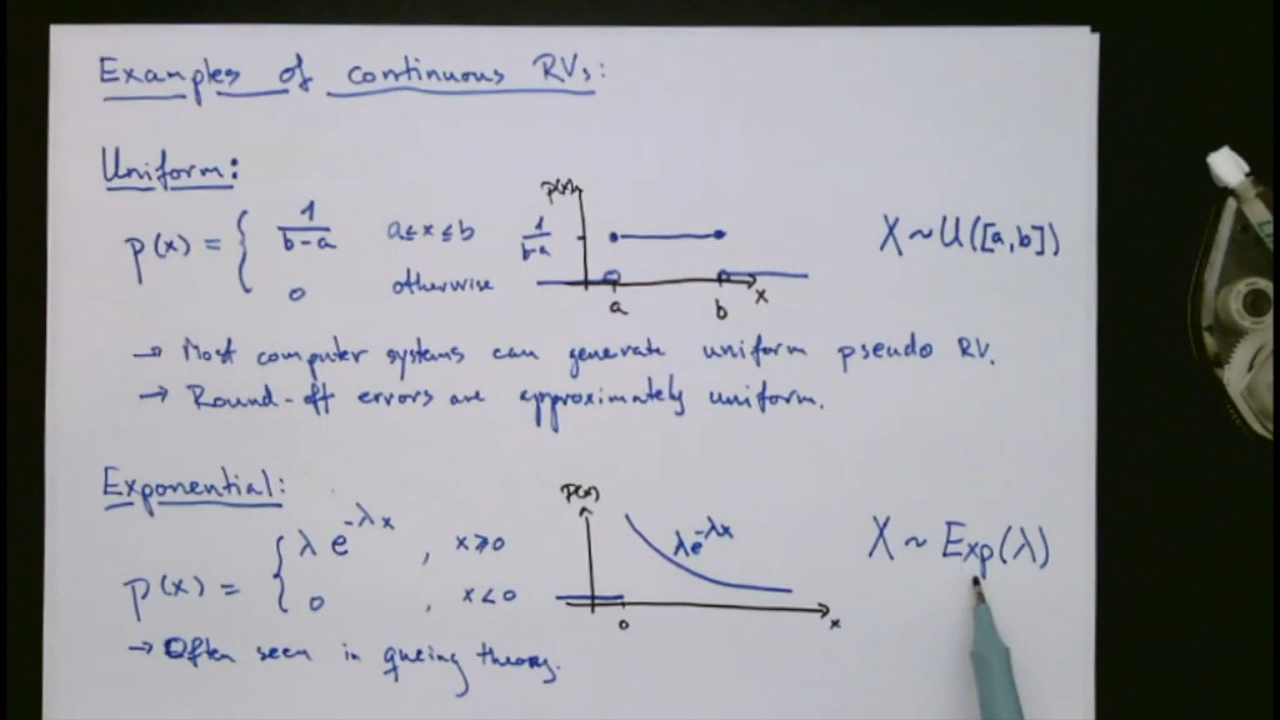 Examples of continuous RVs:
Uniform:
p(x) = { 1/(b-a) a≤x≤b
0 otherwise
p(x)
1/(b-a)
a b x
X~U([a,b])
→ Most computer systems can generate uniform pseudo RV.
→ Round-off errors are approximately uniform.
Exponential:
p(x) = { λe^{-λx}, x≥0
0, x<0
p(x)
λe^{-λx}
0 x
X ~ Exp(λ)
→ Often seen in queing theory.